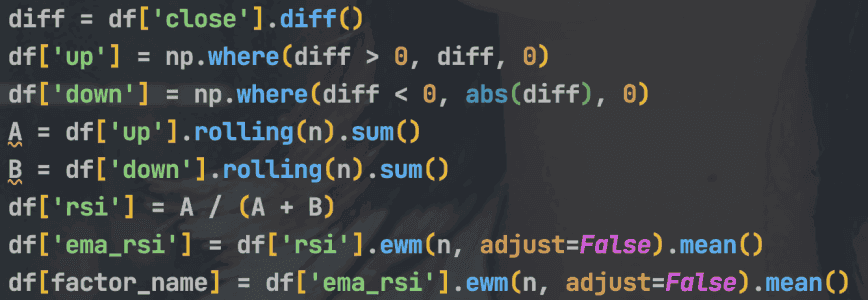 diff = df['close'].diff()
df['up'] = np.where(diff > 0, diff, 0)
df['down'] = np.where(diff < 0, abs(diff), 0)
A = df['up'].rolling(n).sum()
B = df['down'].rolling(n).sum()
df['rsi'] = A / (A + B)
df['ema_rsi'] = df['rsi'].ewm(n, adjust=False).mean()
df[factor_name] = df['ema_rsi'].ewm(n, adjust=False).mean()